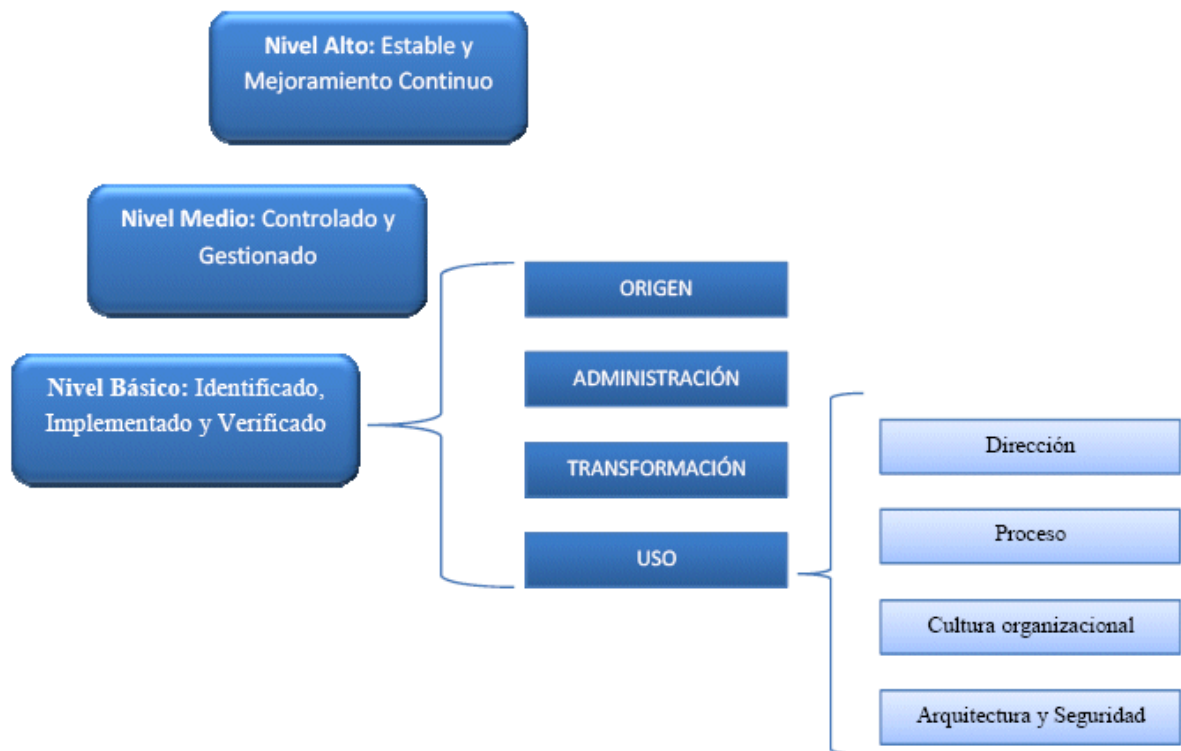 Nivel Alto: Estable y
Mejoramiento Continuo
Nivel Medio: Controlado y
Gestionado
Nivel Básico: Identificado,
Implementado y Verificado
ORIGEN
ADMINISTRACIÓN
TRANSFORMACIÓN
USO
Dirección
Proceso
Cultura organizacional
Arquitectura y Seguridad